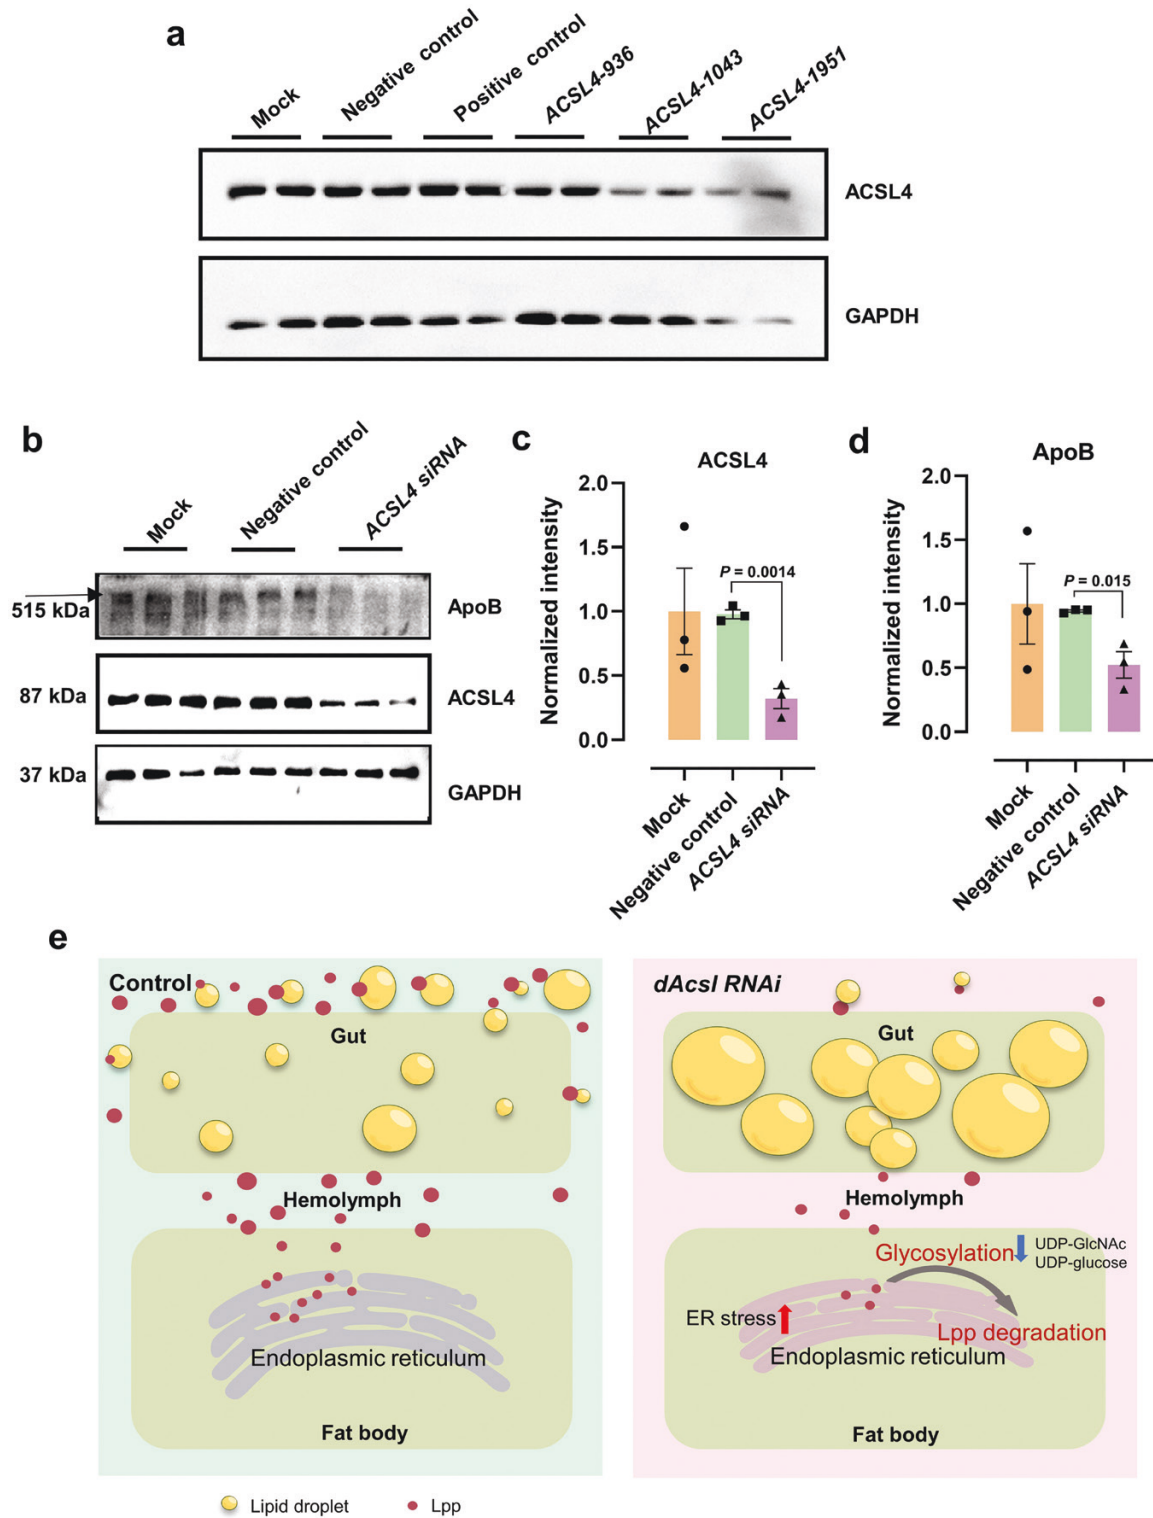 a
Mock
Negative control
Positive control
ACSL4-936
ACSL4-1043
ACSL4-1951
ACSL4
GAPDH
b
Mock
Negative control
ACSL4 siRNA
515 kDa
ApoB
87 kDa
ACSL4
37 kDa
GAPDH
c
ACSL4
Normalized intensity
2.0
1.5
1.0
0.5
0.0
P = 0.0014
Mock
Negative control
ACSL4 siRNA
d
ApoB
Normalized intensity
2.0
1.5
1.0
0.5
0.0
P = 0.015
Mock
Negative control
ACSL4 siRNA
e
Control
Gut
Hemolymph
Endoplasmic reticulum
Fat body
dAcsl RNAi
Gut
Hemolymph
Glycosylation
UDP-GlcNAc
UDP-glucose
ER stress
Lpp degradation
Endoplasmic reticulum
Fat body
Lipid droplet
Lpp